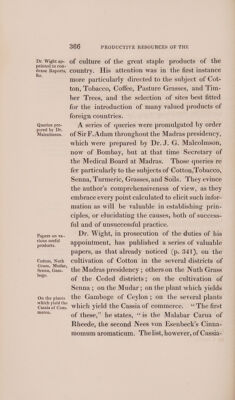 366 PRODUCTIVE RESOURCES OF THE
Dr. Wight ap-
pointed to con-
dense Reports,
&c.
of culture of the great staple products of the
country. His attention was in the first instance
more particularly directed to the subject of Cot-
ton, Tobacco, Coffee, Pasture Grasses, and Tim-
ber Trees, and the selection of sites best fitted
for the introduction of many valued products of
foreign countries.
Queries pre-
pared by Dr.
Malcolmson.
A series of queries were promulgated by order
of Sir F. Adam throughout the Madras presidency,
which were prepared by Dr. J. G. Malcolmson,
now of Bombay, but at that time Secretary of
the Medical Board at Madras. Those queries re
fer particularly to the subjects of Cotton, Tobacco,
Senna, Turmeric, Grasses, and Soils. They evince
the author's comprehensiveness of view, as they
embrace every point calculated to elicit such infor-
mation as will be valuable in establishing prin-
ciples, or elucidating the causes, both of success-
ful and of unsuccessful practice.
Papers on va-
rious useful
products.
Dr. Wight, in prosecution of the duties of his
appointment, has published a series of valuable
papers, as that already noticed (p. 341), on the
Cotton, Nuth
Grass, Mudar,
Senna, Gam-
boge.
cultivation of Cotton in the several districts of
the Madras presidency; others on the Nuth Grass
of the Ceded districts; on the cultivation of
Senna; on the Mudar; on the plant which yields
On the plants
which yield the
Cassia of Com-
merce.
the Gamboge of Ceylon; on the several plants
which yield the Cassia of commerce. "The first
of these," he states, "is the Malabar Carua of
Rheede, the second Nees von Esenbeck's Cinna-
momum aromaticum. The list, however, of Cassia-